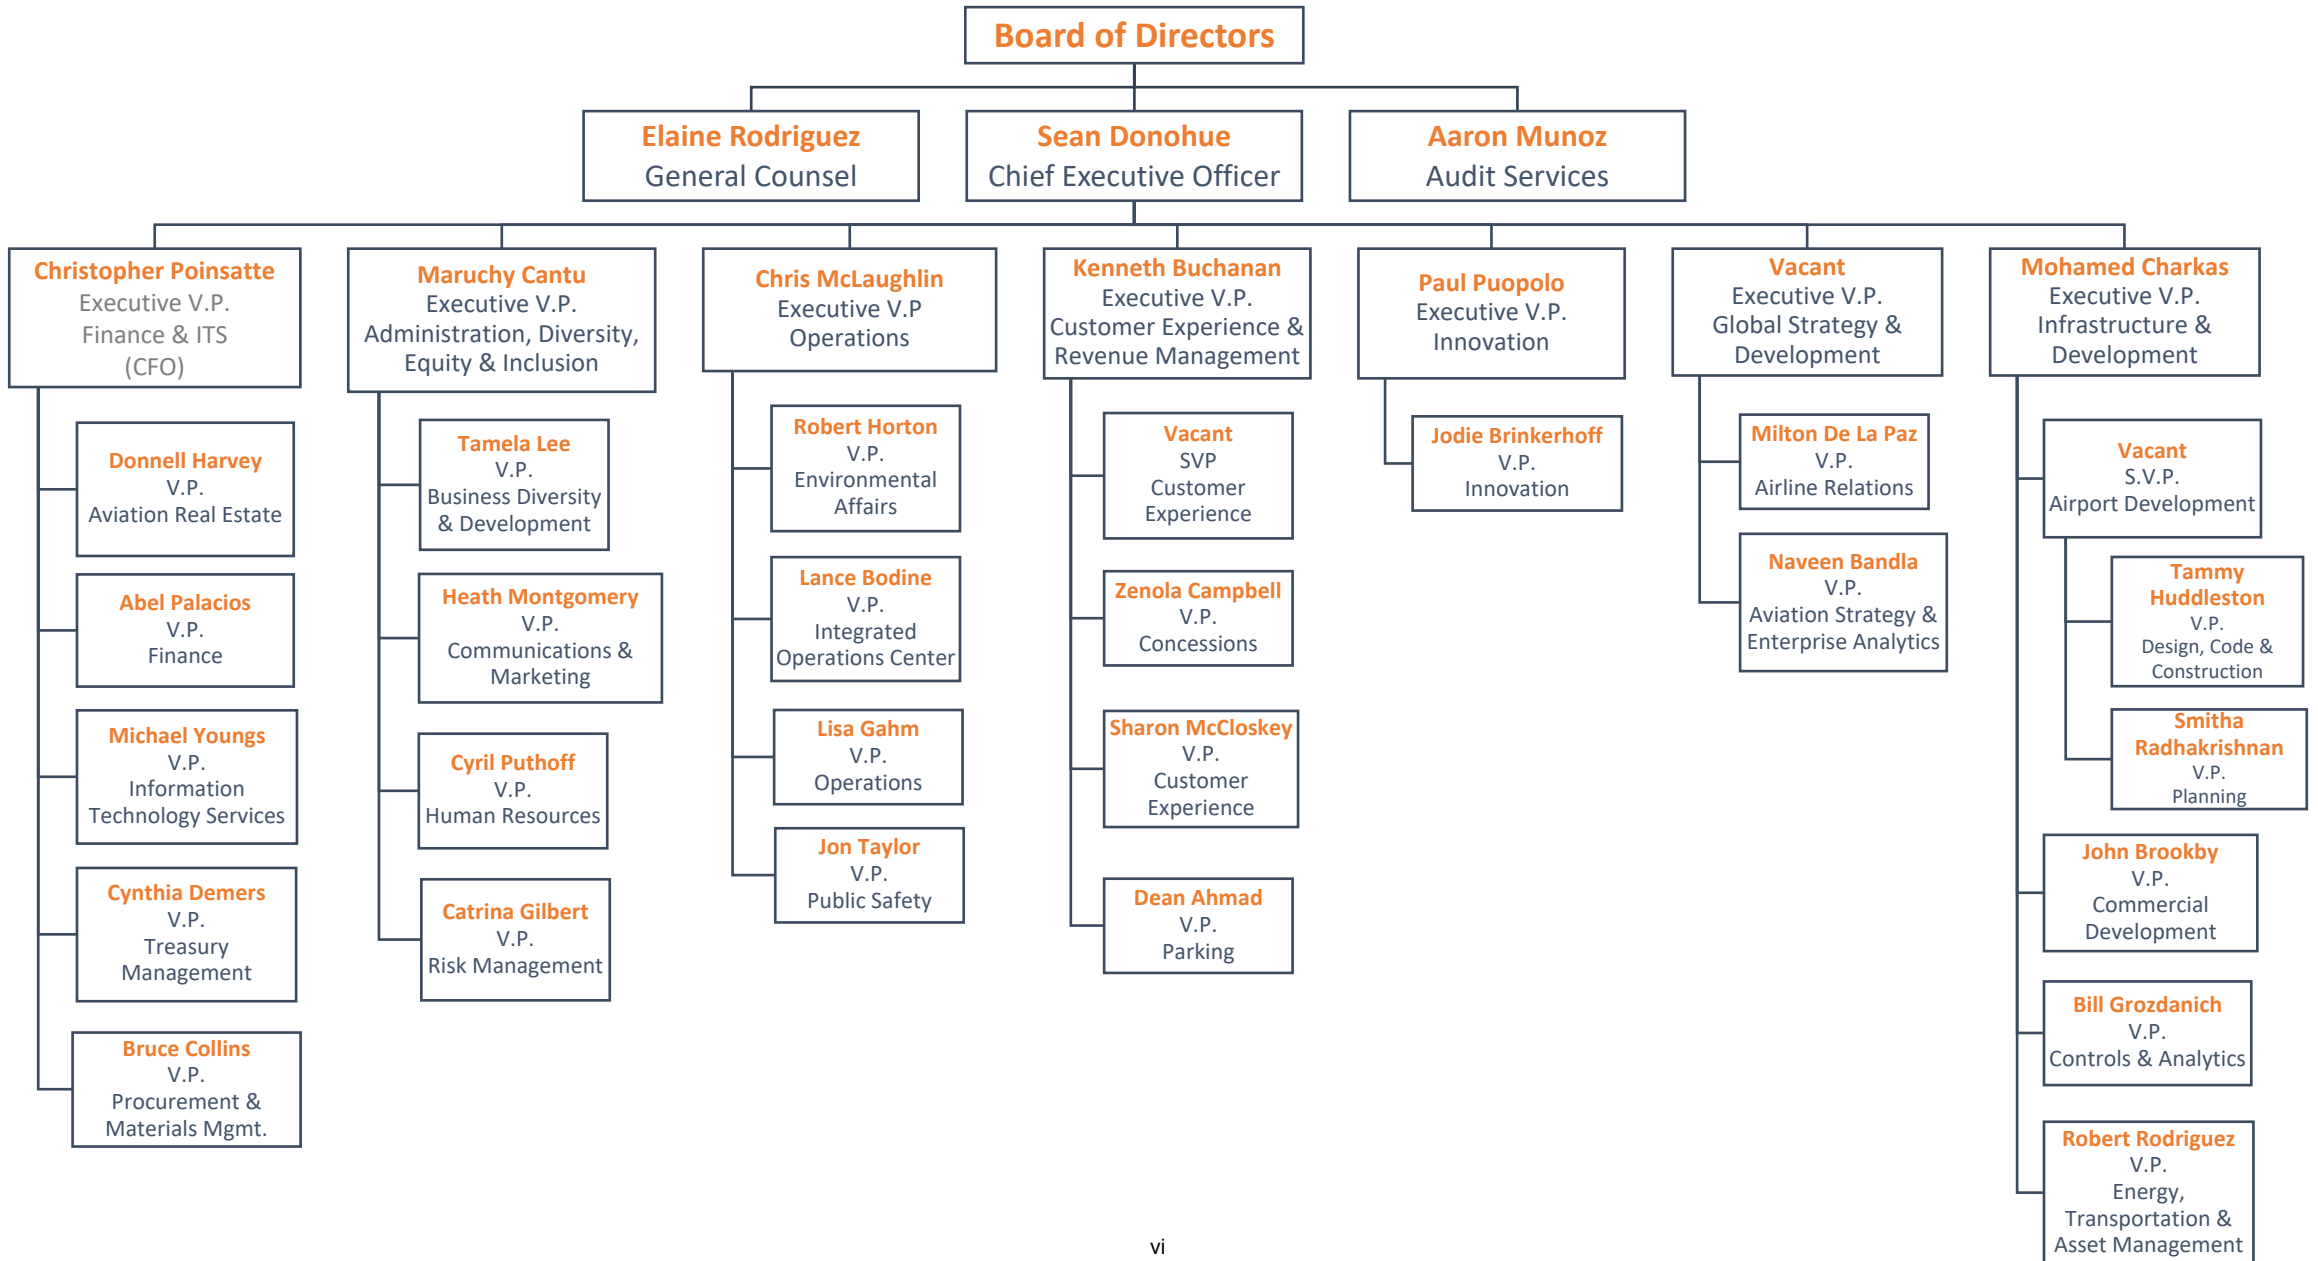 Board of Directors
Elaine Rodriguez
General Counsel
Sean Donohue
Chief Executive Officer
Aaron Munoz
Audit Services
Christopher Poinsatte
Executive V.P.
Finance & ITS
(CFO)
Donnell Harvey
V.P.
Aviation Real Estate
Abel Palacios
V.P.
Finance
Michael Youngs
V.P.
Information
Technology Services
Cynthia Demers
V.P.
Treasury
Management
Bruce Collins
V.P.
Procurement &
Materials Mgmt.
Maruchy Cantu
Executive V.P.
Administration, Diversity,
Equity & Inclusion
Tamela Lee
V.P.
Business Diversity
& Development
Heath Montgomery
V.P.
Communications &
Marketing
Cyril Puthoff
V.P.
Human Resources
Catrina Gilbert
V.P.
Risk Management
Chris McLaughlin
Executive V.P
Operations
Robert Horton
V.P.
Environmental
Affairs
Lance Bodine
V.P.
Integrated
Operations Center
Lisa Gahm
V.P.
Operations
Jon Taylor
V.P.
Public Safety
Kenneth Buchanan
Executive V.P.
Customer Experience &
Revenue Management
Vacant
SVP
Customer
Experience
Zenola Campbell
V.P.
Concessions
Sharon McCloskey
V.P.
Customer
Experience
Dean Ahmad
V.P.
Parking
Paul Puopolo
Executive V.P.
Innovation
Jodie Brinkerhoff
V.P.
Innovation
Vacant
Executive V.P.
Global Strategy &
Development
Milton De La Paz
V.P.
Airline Relations
Naveen Bandla
V.P.
Aviation Strategy &
Enterprise Analytics
Mohamed Charkas
Executive V.P.
Infrastructure &
Development
Vacant
S.V.P.
Airport Development
Tammy
Huddleston
V.P.
Design, Code &
Construction
Smitha
Radhakrishnan
V.P.
Planning
John Brookby
V.P.
Commercial
Development
Bill Grozdanich
V.P.
Controls & Analytics
Robert Rodriguez
V.P.
Energy,
Transportation &
Asset Management
vi